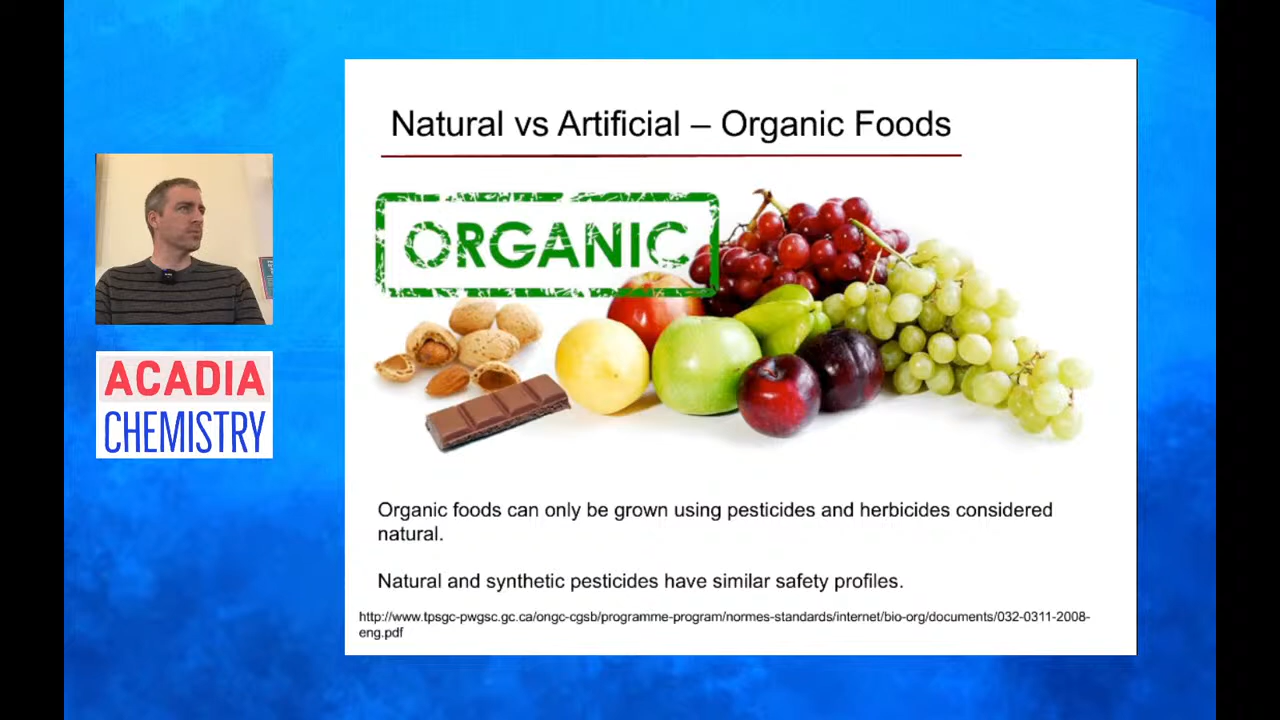 Natural vs Artificial – Organic Foods
ORGANIC
ACADIA
CHEMISTRY
Organic foods can only be grown using pesticides and herbicides considered
natural.
Natural and synthetic pesticides have similar safety profiles.
http://www.tpsgc-pwgsc.gc.ca/ongc-cgsb/programme-program/normes-standards/internet/bio-org/documents/032-0311-2008-
eng.pdf